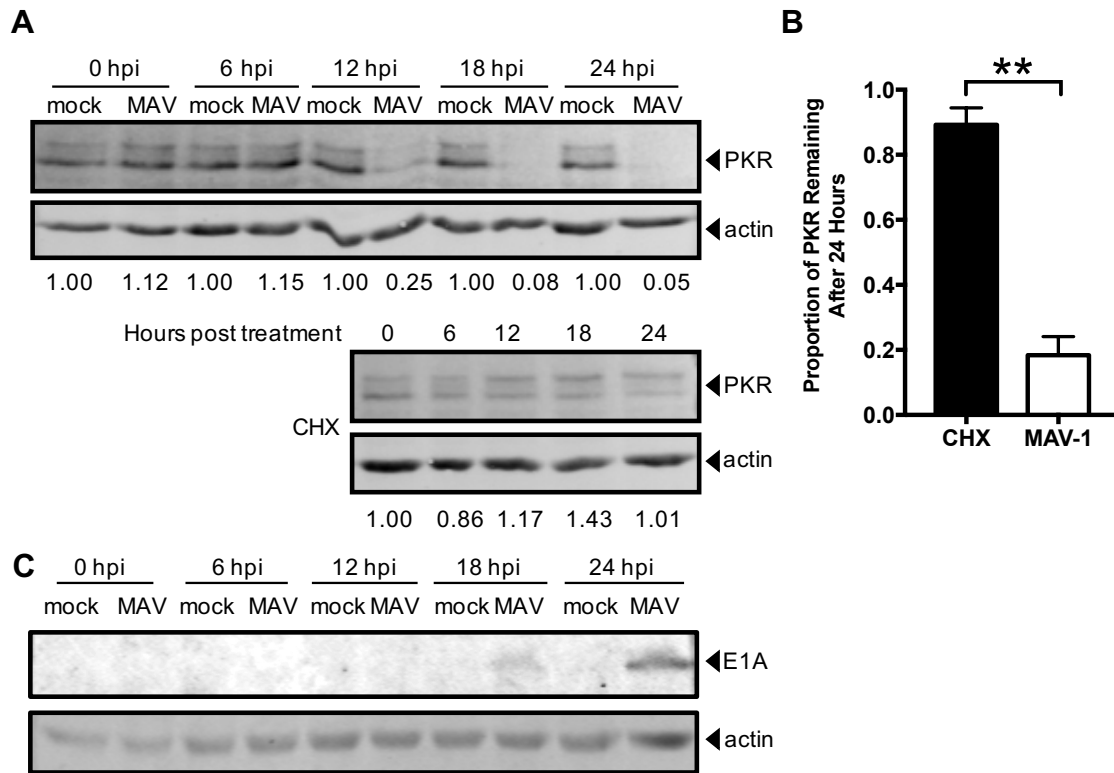 A
0 hpi 6 hpi 12 hpi 18 hpi 24 hpi
mock MAV mock MAV mock MAV mock MAV mock MAV
PKR
actin
1.00 1.12 1.00 1.15 1.00 0.25 1.00 0.08 1.00 0.05
Hours post treatment 0 6 12 18 24
CHX
PKR
actin
1.00 0.86 1.17 1.43 1.01
B
**
Proportion of PKR Remaining
After 24 Hours
1.0
0.8
0.6
0.4
0.2
0.0
CHX MAV-1
C
0 hpi 6 hpi 12 hpi 18 hpi 24 hpi
mock MAV mock MAV mock MAV mock MAV mock MAV
E1A
actin